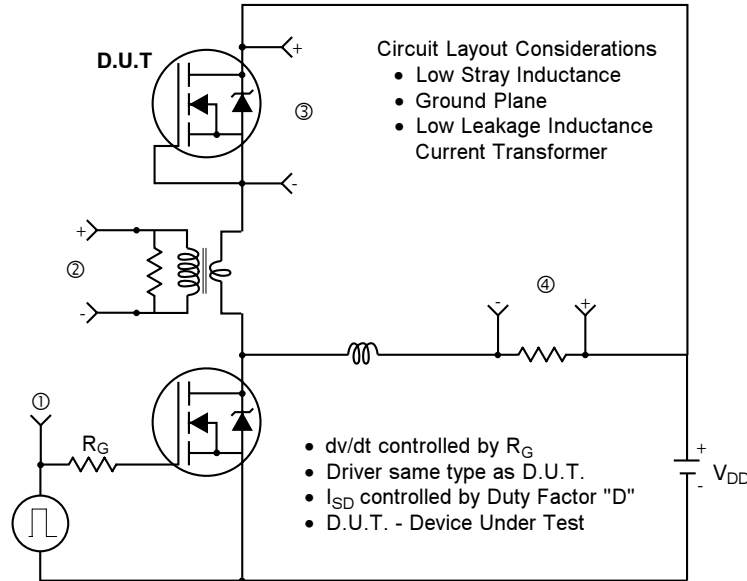 D.U.T
+
③
-
Circuit Layout Considerations
• Low Stray Inductance
• Ground Plane
• Low Leakage Inductance
Current Transformer
+
②
-
④
-
+
①
R_G
• dv/dt controlled by R_G
• Driver same type as D.U.T.
• I_SD controlled by Duty Factor "D"
• D.U.T. - Device Under Test
+
V_DD
-